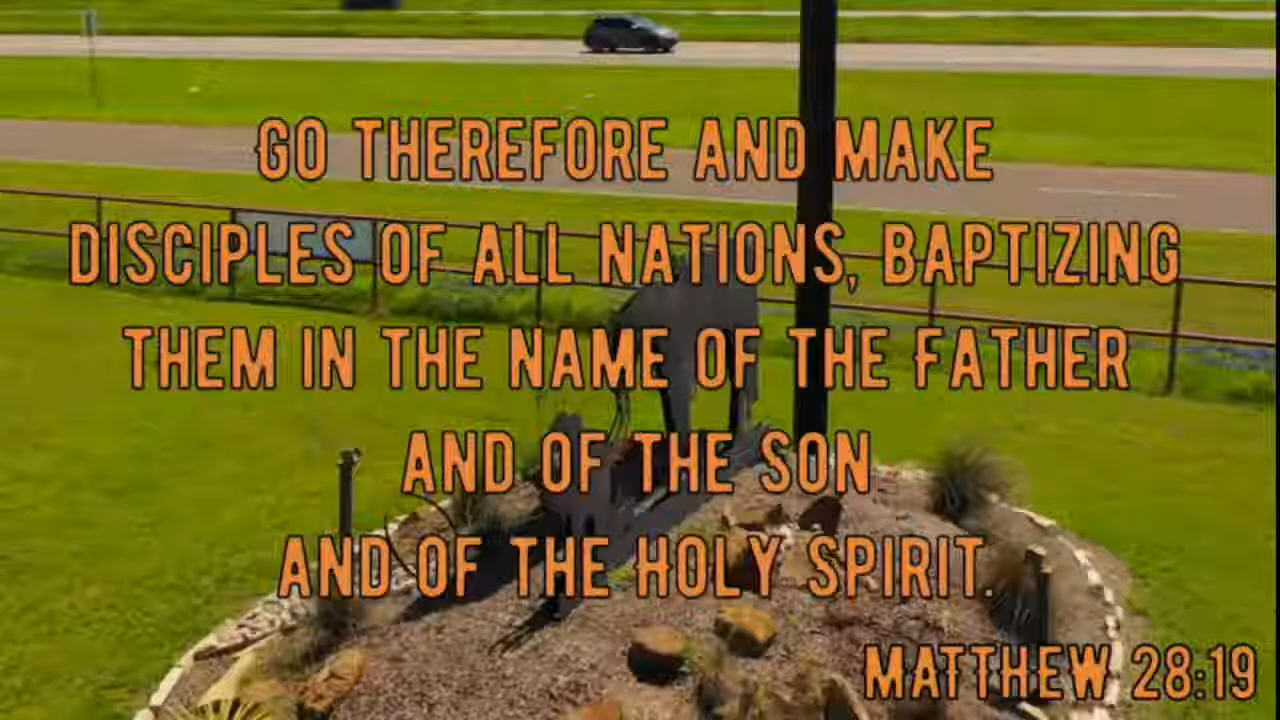 GO THEREFORE AND MAKE
DISCIPLES OF ALL NATIONS, BAPTIZING
THEM IN THE NAME OF THE FATHER
AND OF THE SON
AND OF THE HOLY SPIRIT.
MATTHEW 28:19